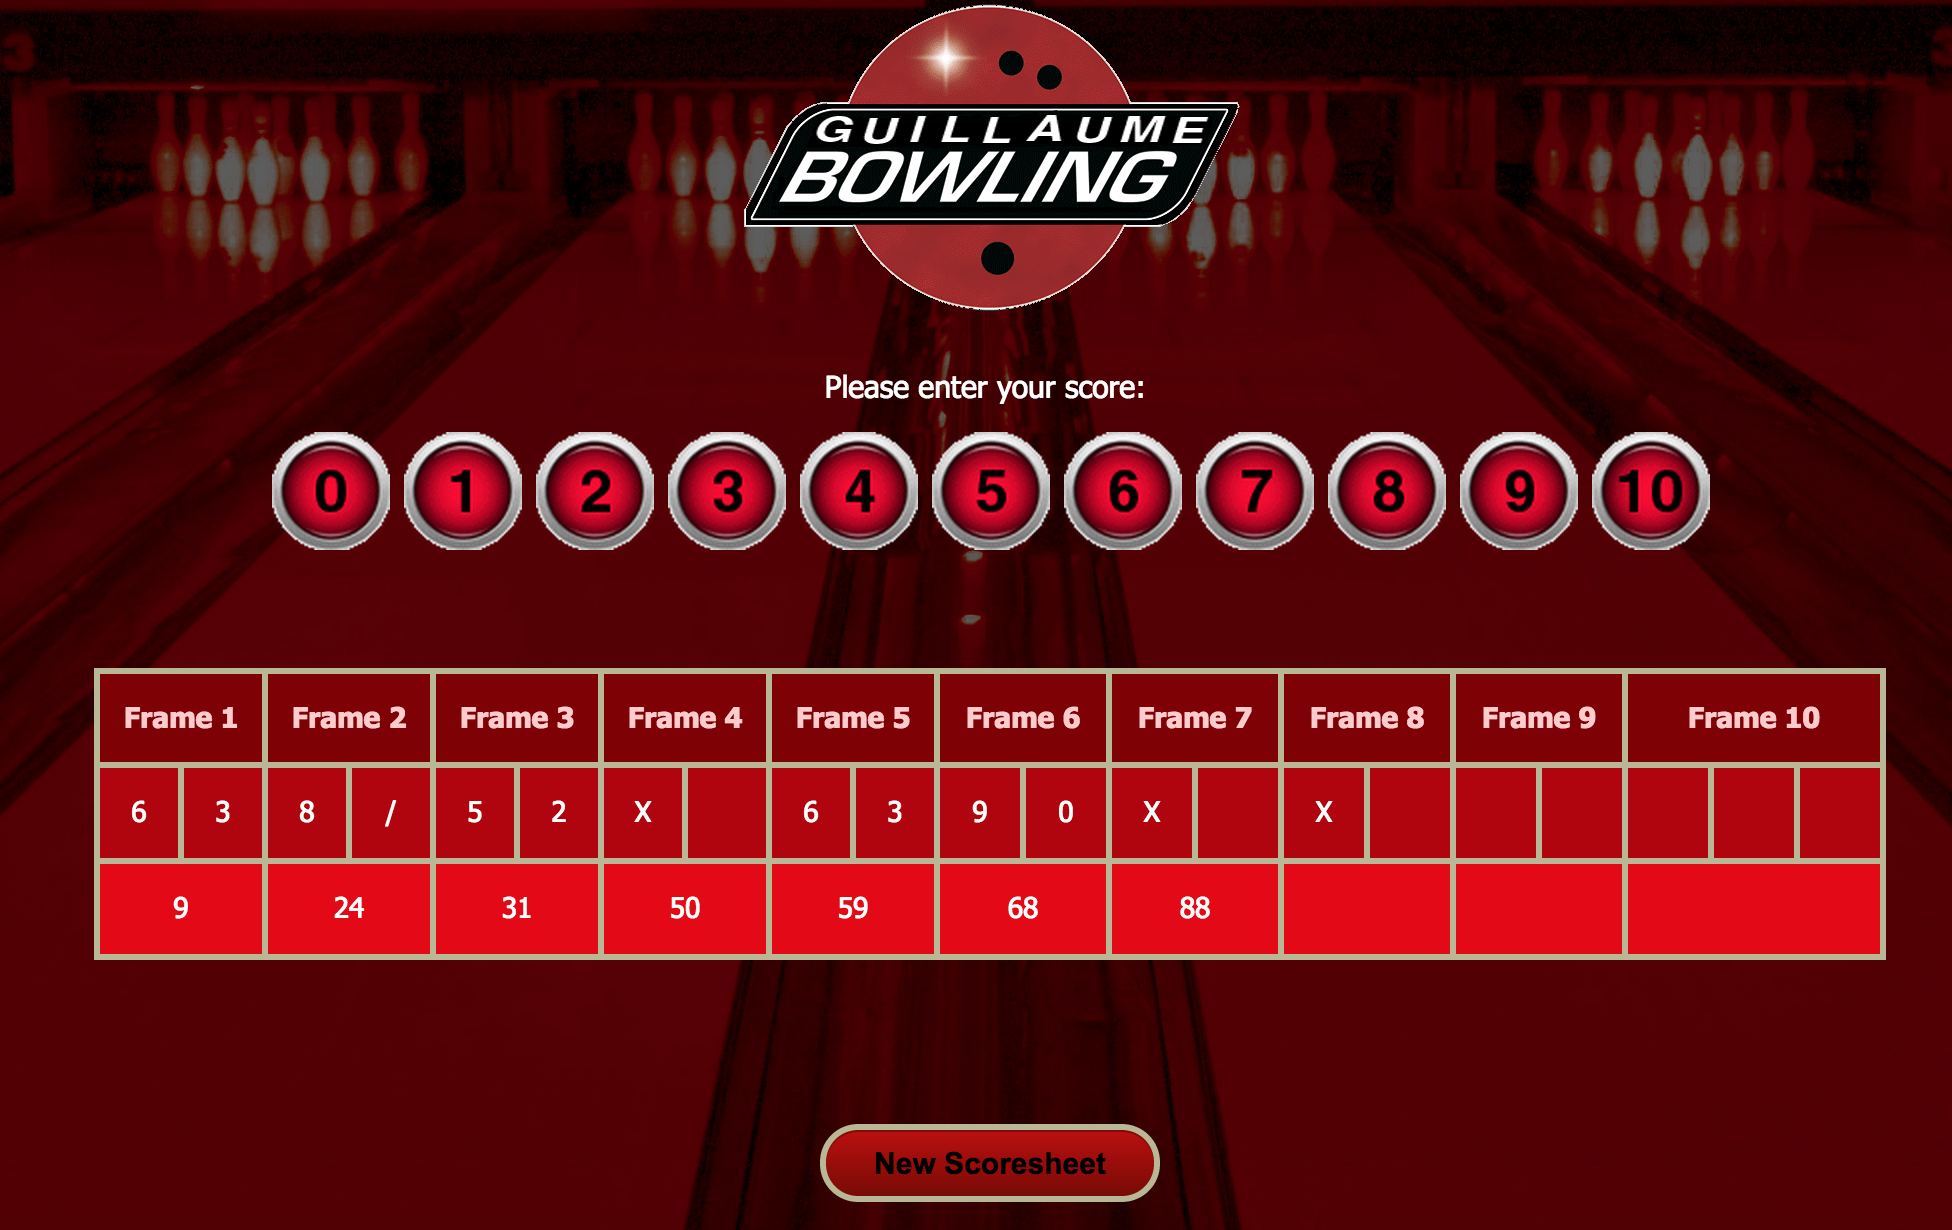 3
GUILLAUME
BOWLING
Please enter your score:
0 1 2 3 4 5 6 7 8 9 10
Frame 1 Frame 2 Frame 3 Frame 4 Frame 5 Frame 6 Frame 7 Frame 8 Frame 9 Frame 10
6 3 8 / 5 2 X 6 3 9 0 X X
9 24 31 50 59 68 88
New Scoresheet